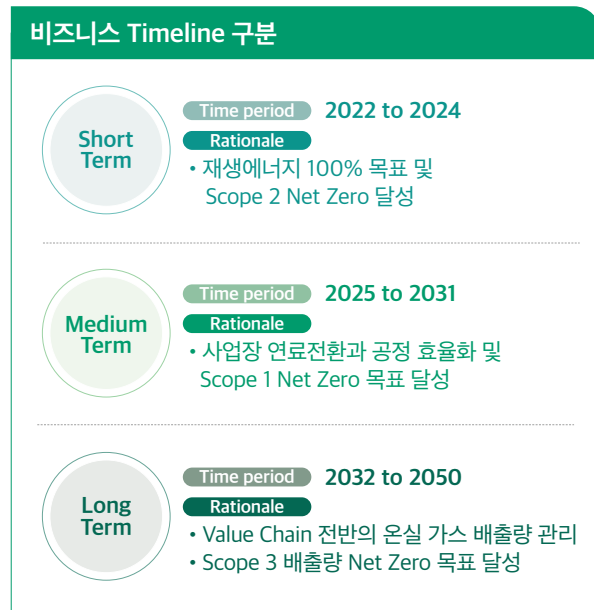 비즈니스 Timeline 구분
Short
Term
Time period 2022 to 2024
Rationale
• 재생에너지 100% 목표 및
Scope 2 Net Zero 달성
Medium
Term
Time period 2025 to 2031
Rationale
• 사업장 연료전환과 공정 효율화 및
Scope 1 Net Zero 목표 달성
Long
Term
Time period 2032 to 2050
Rationale
• Value Chain 전반의 온실 가스 배출량 관리
• Scope 3 배출량 Net Zero 목표 달성